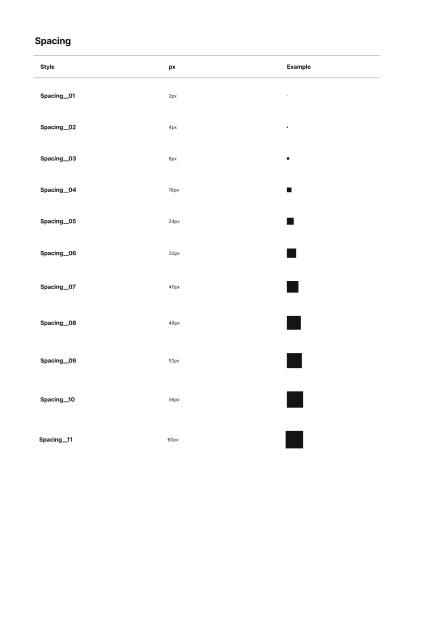 Spacing
Style px Example
Spacing__01 2px
Spacing__02 4px
Spacing__03 8px
Spacing__04 16px
Spacing__05 24px
Spacing__06 32px
Spacing__07 40px
Spacing__08 48px
Spacing__09 52px
Spacing__10 56px
Spacing__11 60px